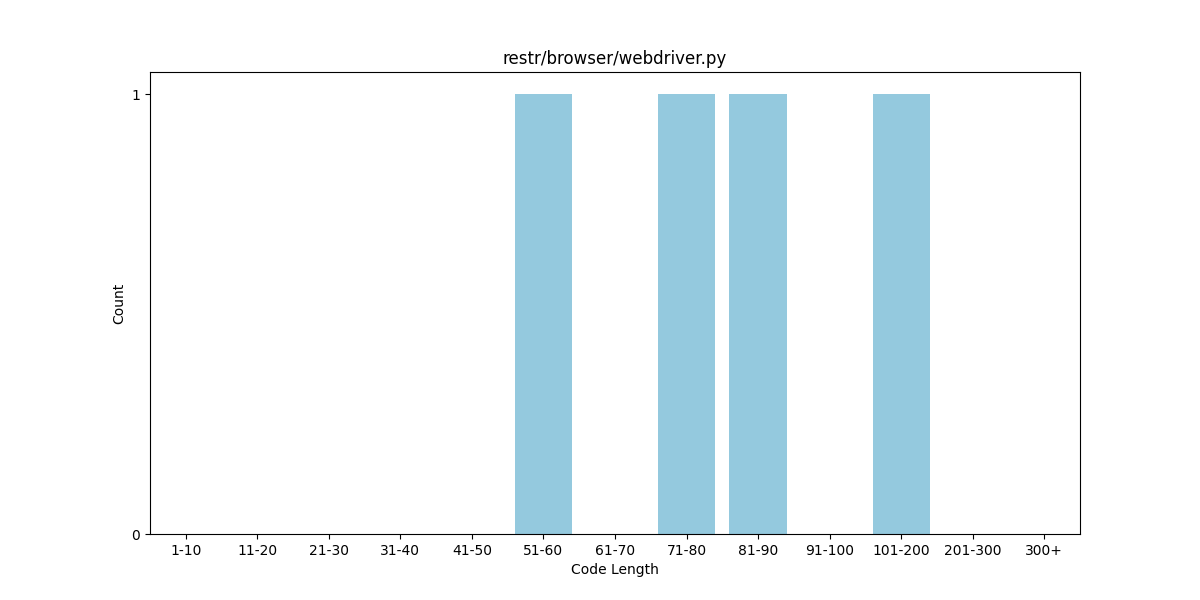 restr/browser/webdriver.py
1
Count
0
1-10 11-20 21-30 31-40 41-50 51-60 61-70 71-80 81-90 91-100 101-200 201-300 300+
Code Length